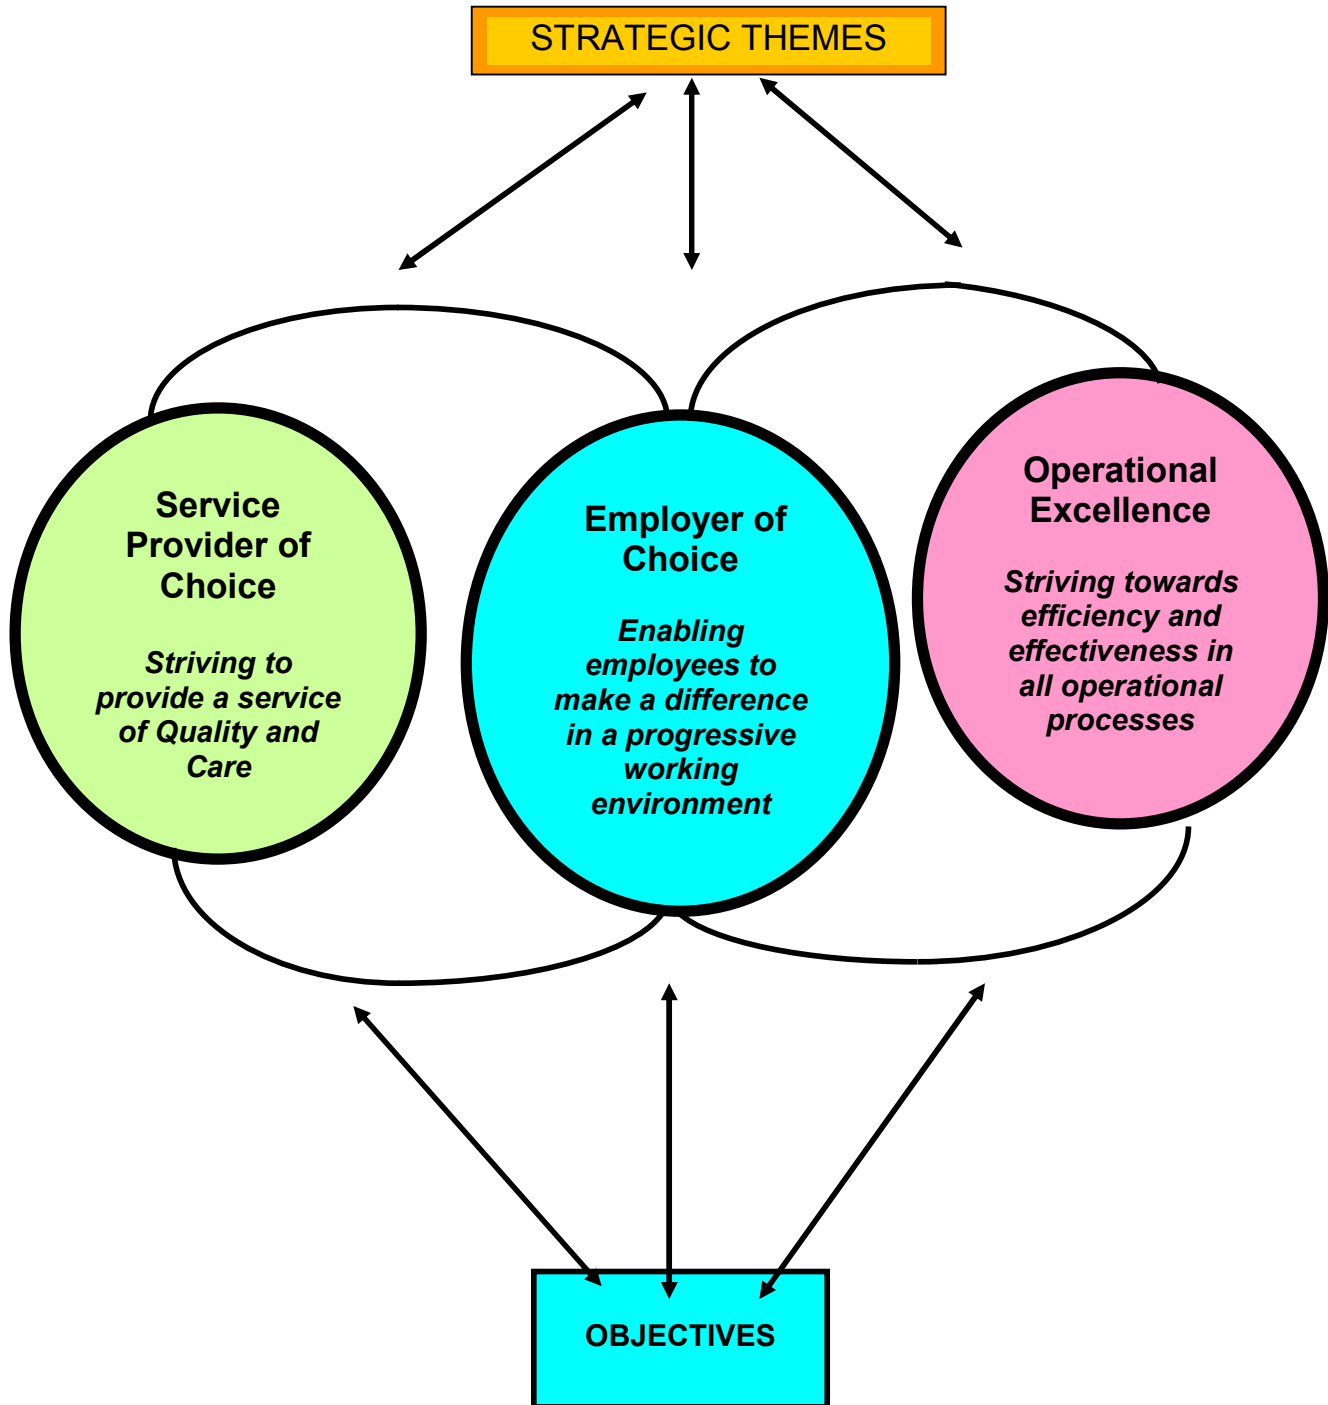 STRATEGIC THEMES
Service
Provider of
Choice
Striving to
provide a service
of Quality and
Care
Employer of
Choice
Enabling
employees to
make a difference
in a progressive
working
environment
Operational
Excellence
Striving towards
efficiency and
effectiveness in
all operational
processes
OBJECTIVES